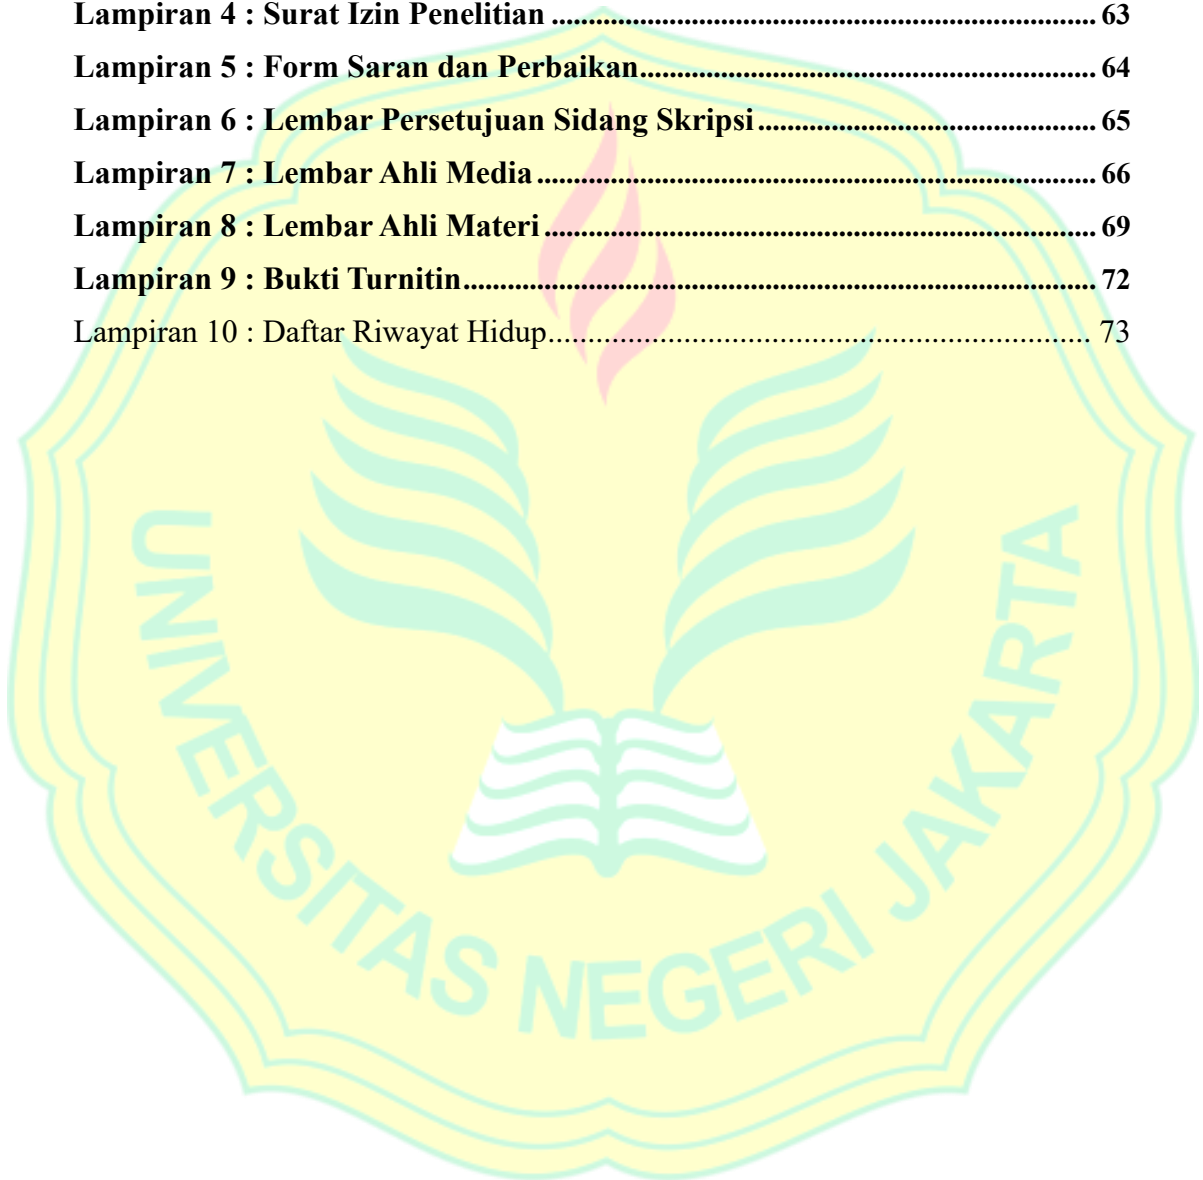 Lampiran 4 : Surat Izin Penelitian ........................................................................ 63
Lampiran 5 : Form Saran dan Perbaikan............................................................ 64
Lampiran 6 : Lembar Persetujuan Sidang Skripsi............................................. 65
Lampiran 7 : Lembar Ahli Media.......................................................................... 66
Lampiran 8 : Lembar Ahli Materi......................................................................... 69
Lampiran 9 : Bukti Turnitin.................................................................................... 72
Lampiran 10 : Daftar Riwayat Hidup..................................................................... 73
UNIVERSITAS NEGERI JAKARTA